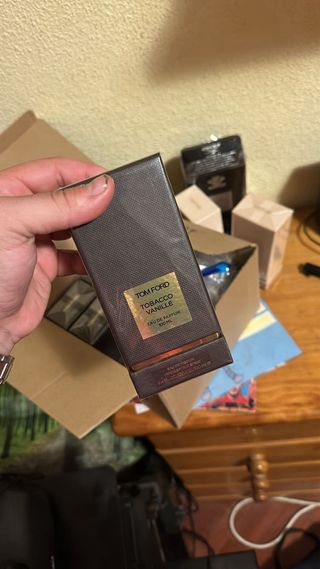 TOM FORD
TOBACCO
VANILLE
EAU DE PARFUM
100 ML